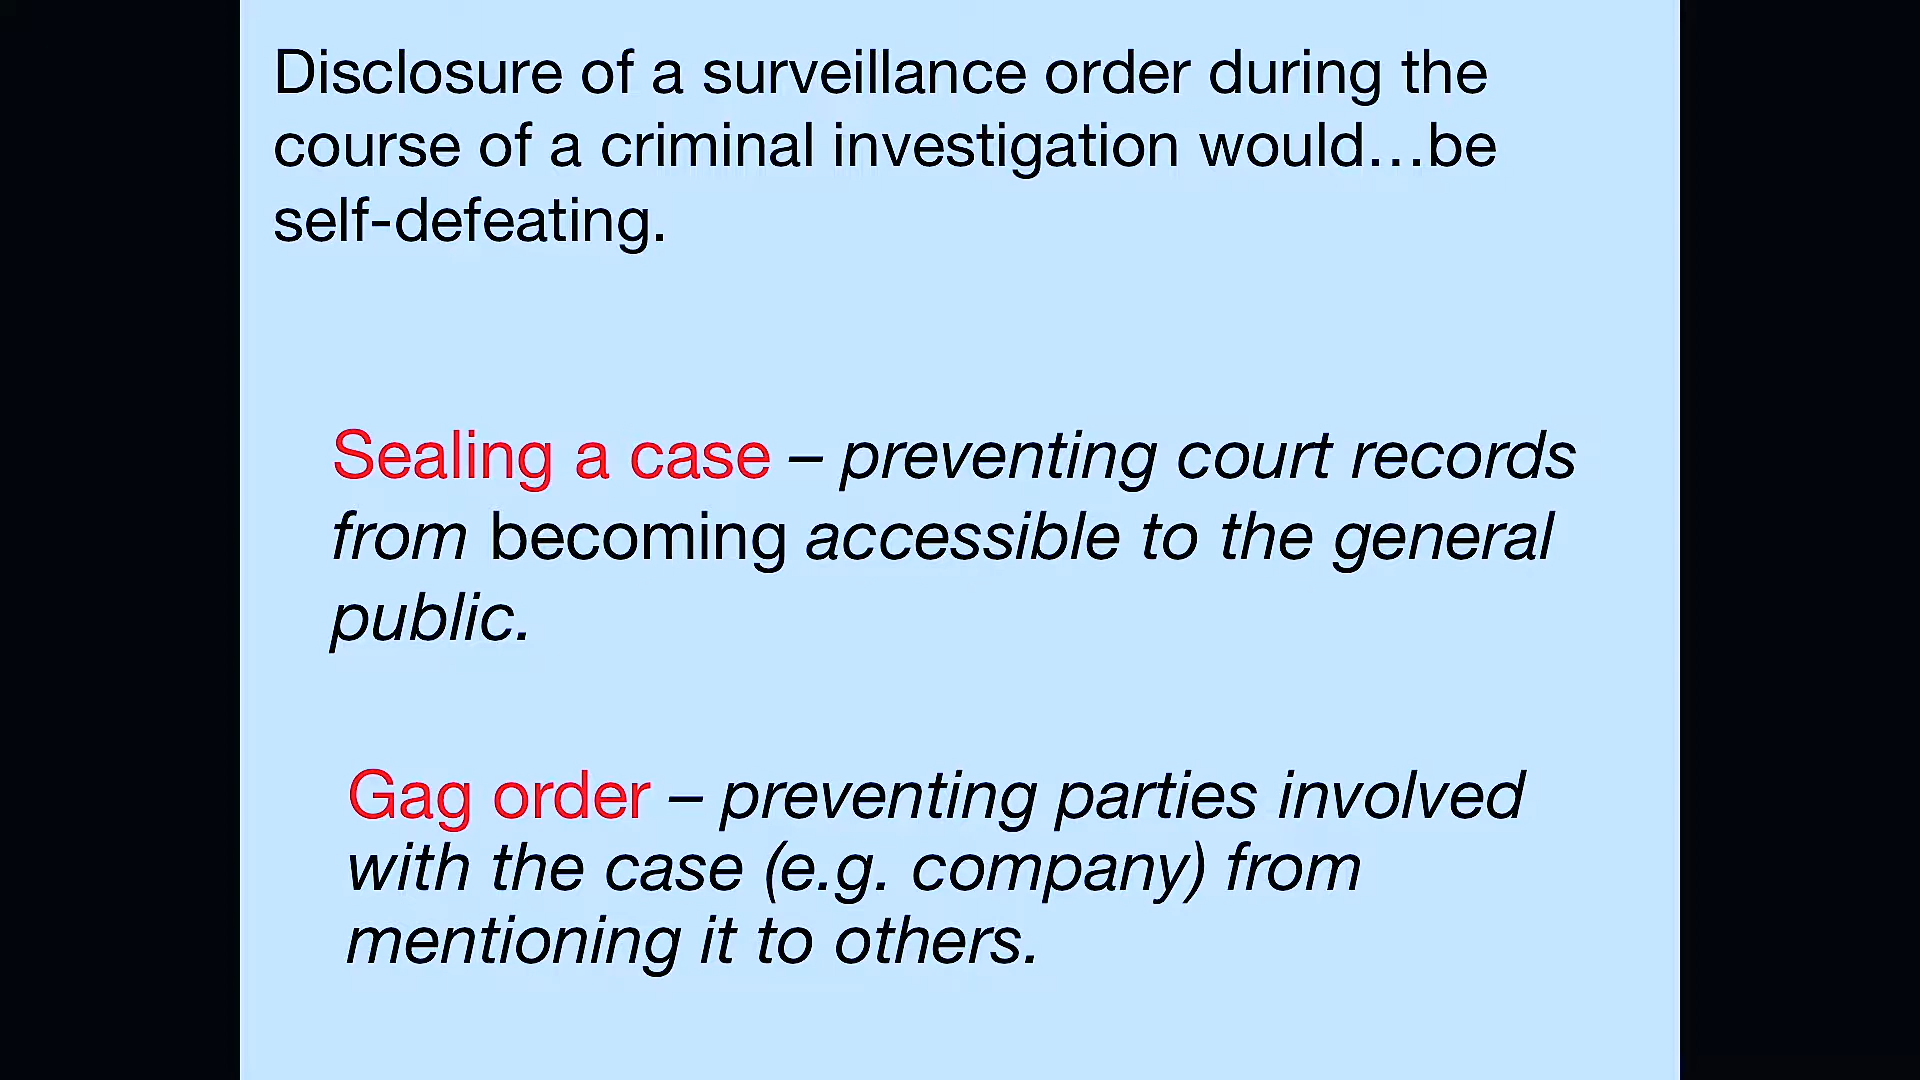 Disclosure of a surveillance order during the
course of a criminal investigation would…be
self-defeating.
Sealing a case – preventing court records
from becoming accessible to the general
public.
Gag order – preventing parties involved
with the case (e.g. company) from
mentioning it to others.